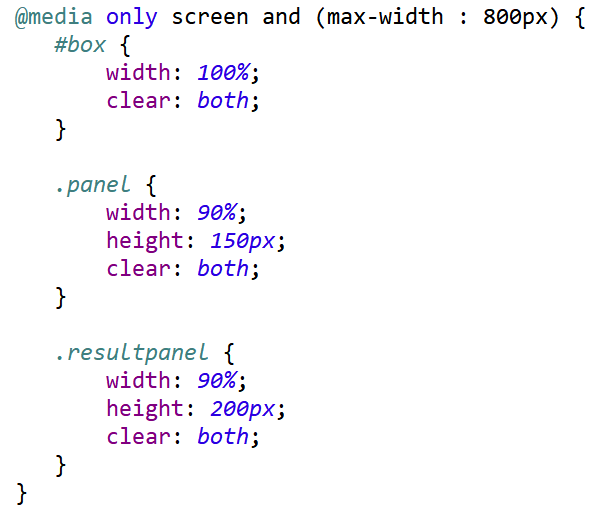 @media only screen and (max-width : 800px) {
   #box {
       width: 100%;
       clear: both;
   }

   .panel {
       width: 90%;
       height: 150px;
       clear: both;
   }

   .resultpanel {
       width: 90%;
       height: 200px;
       clear: both;
   }
}